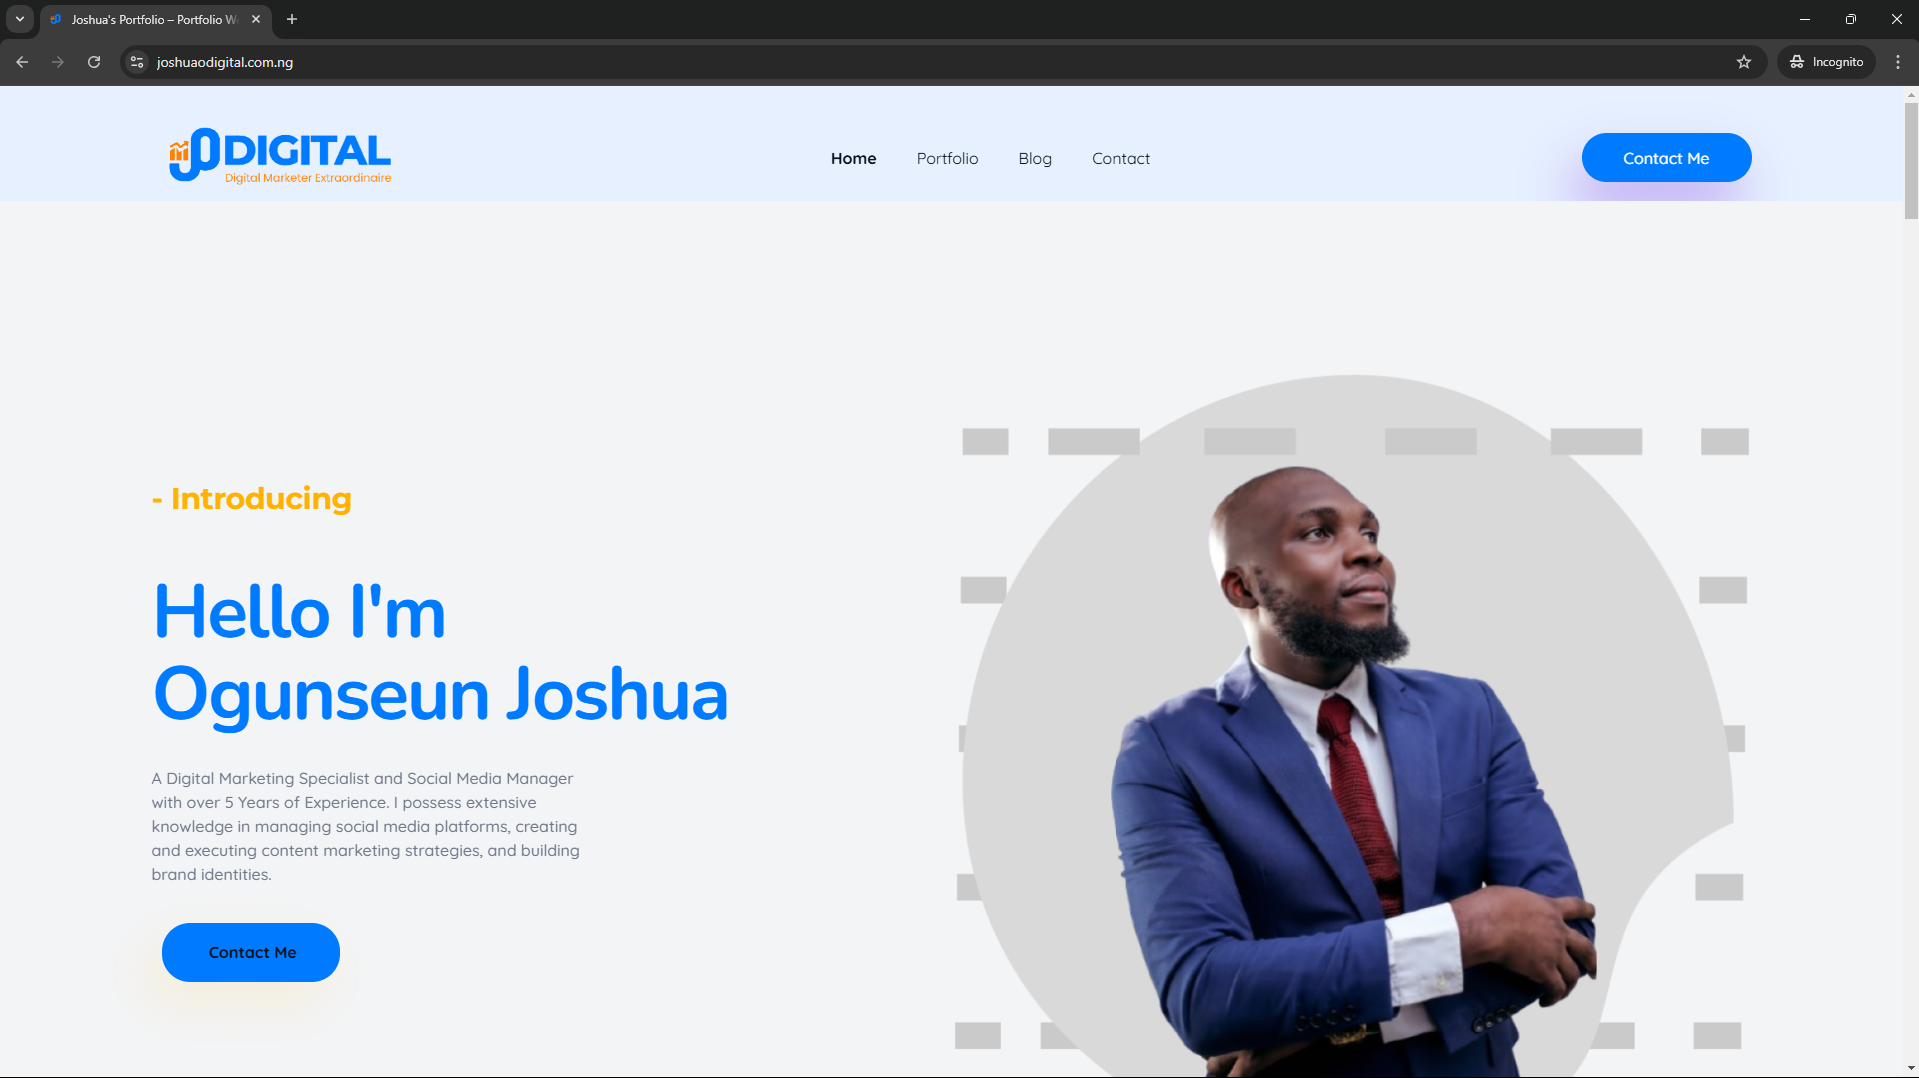 Joshua's Portfolio – Portfolio W
joshuaodigital.com.ng
Incognito
DIGITAL
Digital Marketer Extraordinaire
Home
Portfolio
Blog
Contact
Contact Me
- Introducing
Hello I'm
Ogunseun Joshua
A Digital Marketing Specialist and Social Media Manager
with over 5 Years of Experience. I possess extensive
knowledge in managing social media platforms, creating
and executing content marketing strategies, and building
brand identities.
Contact Me